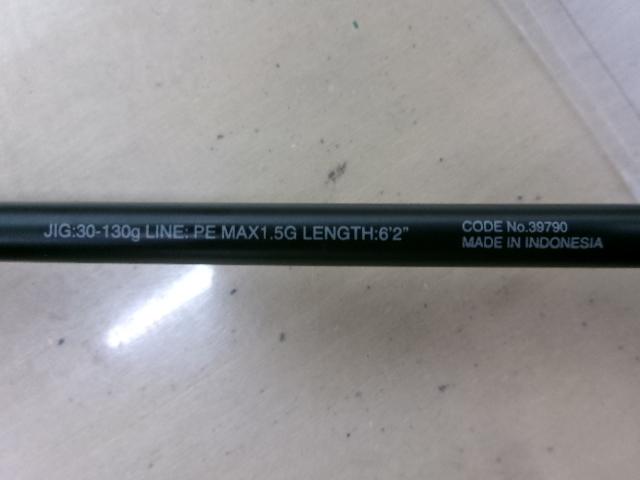 JIG:30-130g LINE: PE MAX1.5G LENGTH:6'2"
CODE No.39790
MADE IN INDONESIA